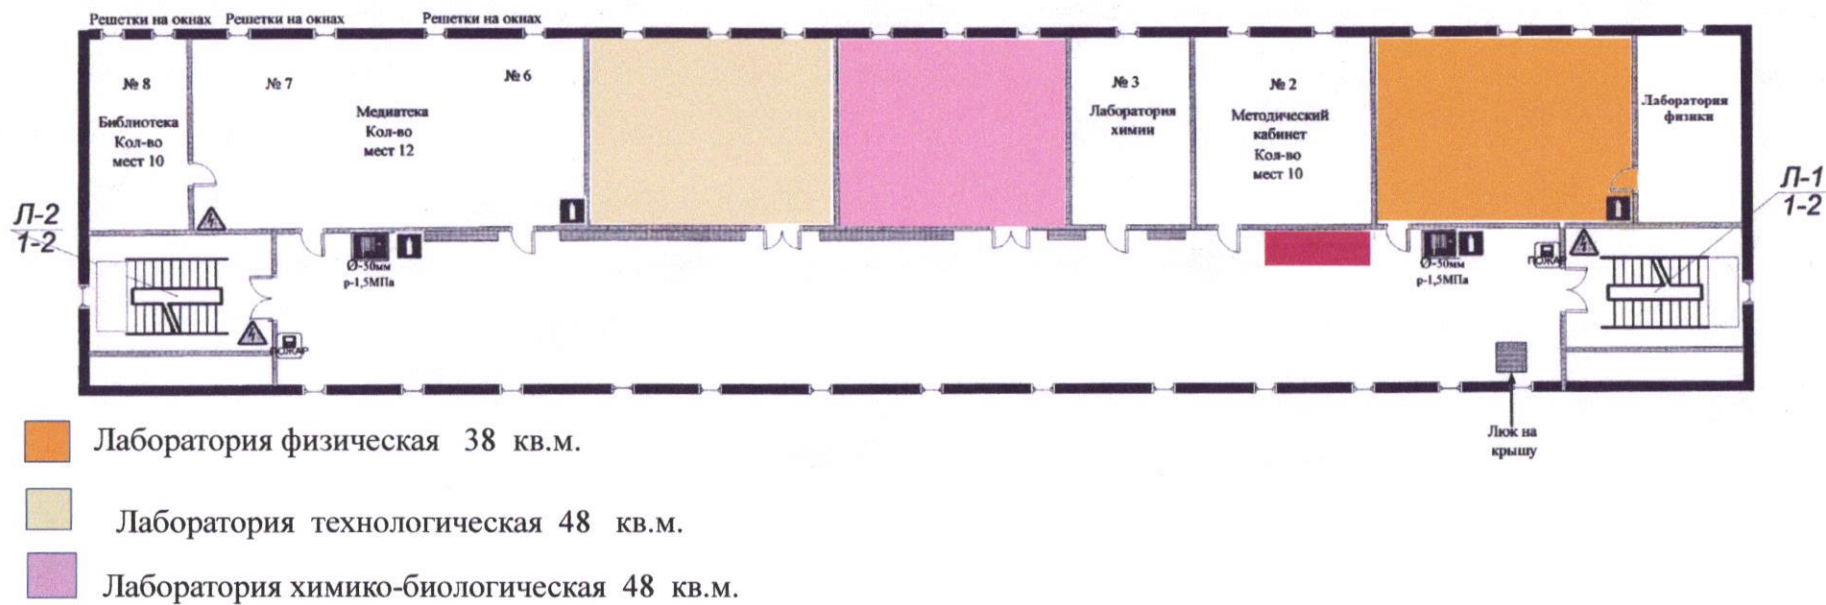 Решетки на окнах Решетки на окнах Решетки на окнах
№ 8
Библиотека
Кол-во
мест 10
№ 7
№ 6
Медиатека
Кол-во
мест 12
№ 3
Лаборатория
химии
№ 2
Методический
кабинет
Кол-во
мест 10
Лаборатория
физики
Л-2
1-2
Л-1
1-2
Ø-50мм
р-1,5МПа
ПОЖАР
Ø-50мм
р-1,5МПа
ПОЖАР
Люк на
крышу
Лаборатория физическая 38 кв.м.
Лаборатория технологическая 48 кв.м.
Лаборатория химико-биологическая 48 кв.м.